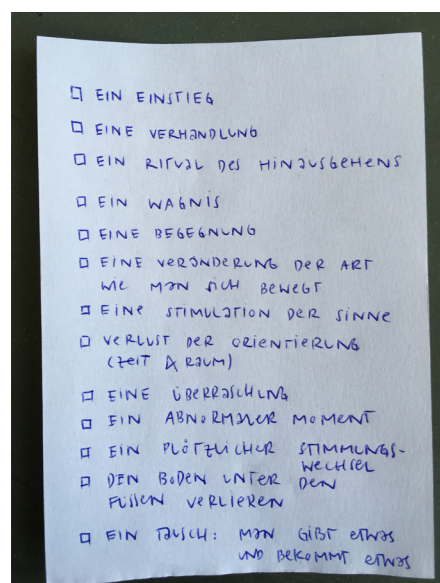 ☐ EIN EINSTIEG
☐ EINE VERHANDLUNG
☐ EIN RITUAL DES HINAUSGEHENS
☐ EIN WAGNIS
☐ EINE BEGEGNUNG
☐ EINE VERÄNDERUNG DER ART
WIE MAN SICH BEWEGT
☐ EINE STIMULATION DER SINNE
☐ VERLUST DER ORIENTIERUNG
(ZEIT & RAUM)
☐ EINE ÜBERRASCHUNG
☐ EIN ABNORMALER MOMENT
☐ EIN PLÖTZLICHER STIMMUNGS-
WECHSEL
☐ DEN BODEN UNTER DEN
FÜSSEN VERLIEREN
☐ EIN TAUSCH: MAN GIBT ETWAS
UND BEKOMMT ETWAS